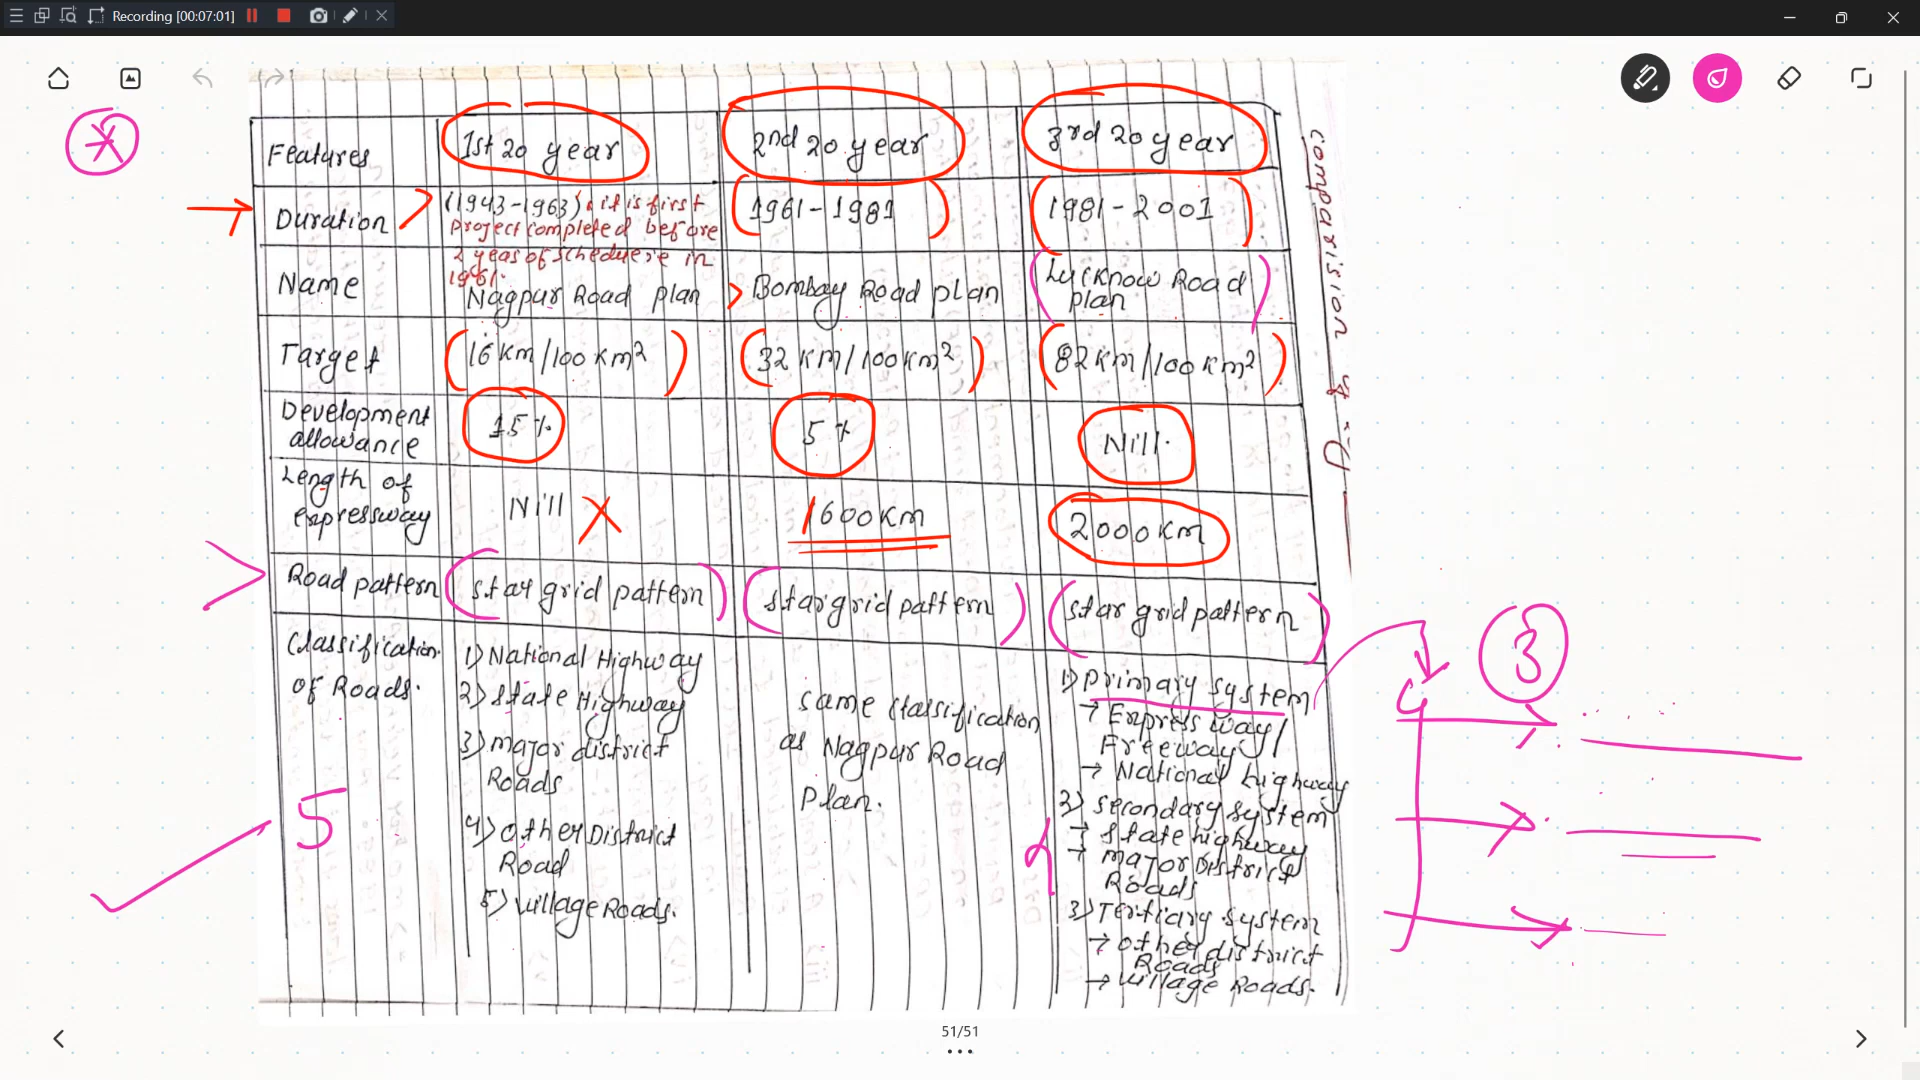 Recording [00:07:01]
comparision of
Features 1st 20 year 2nd 20 year 3rd 20 year
Duration (1943-1963) it is first 1961-1981 1981-2001
project completed before
2 yeas of in
1961.
Name Nagpur Road plan Bombay Road plan Lucknow Road
plan
Target 16 km/100 km² 32 km/100 km² 82 km/100 km²
Development
allowance 15% 5% Nill.
Length of
expressway Nill X 1600 km 2000 km
Road pattern star grid pattern star grid pattern star grid pattern
Classification
of Roads.
5
1) National Highway
2) State Highway
3) major district
Roads
4) other District
Road
5) village Roads.
same classification
as Nagpur Road
Plan.
1) Primary system
→ Express way/
Freeway
→ National highway
2) secondary system
→ state highway
→ major District
Roads
3) Tertiary system
→ other district
Roads
→ village Roads.
3
51/51